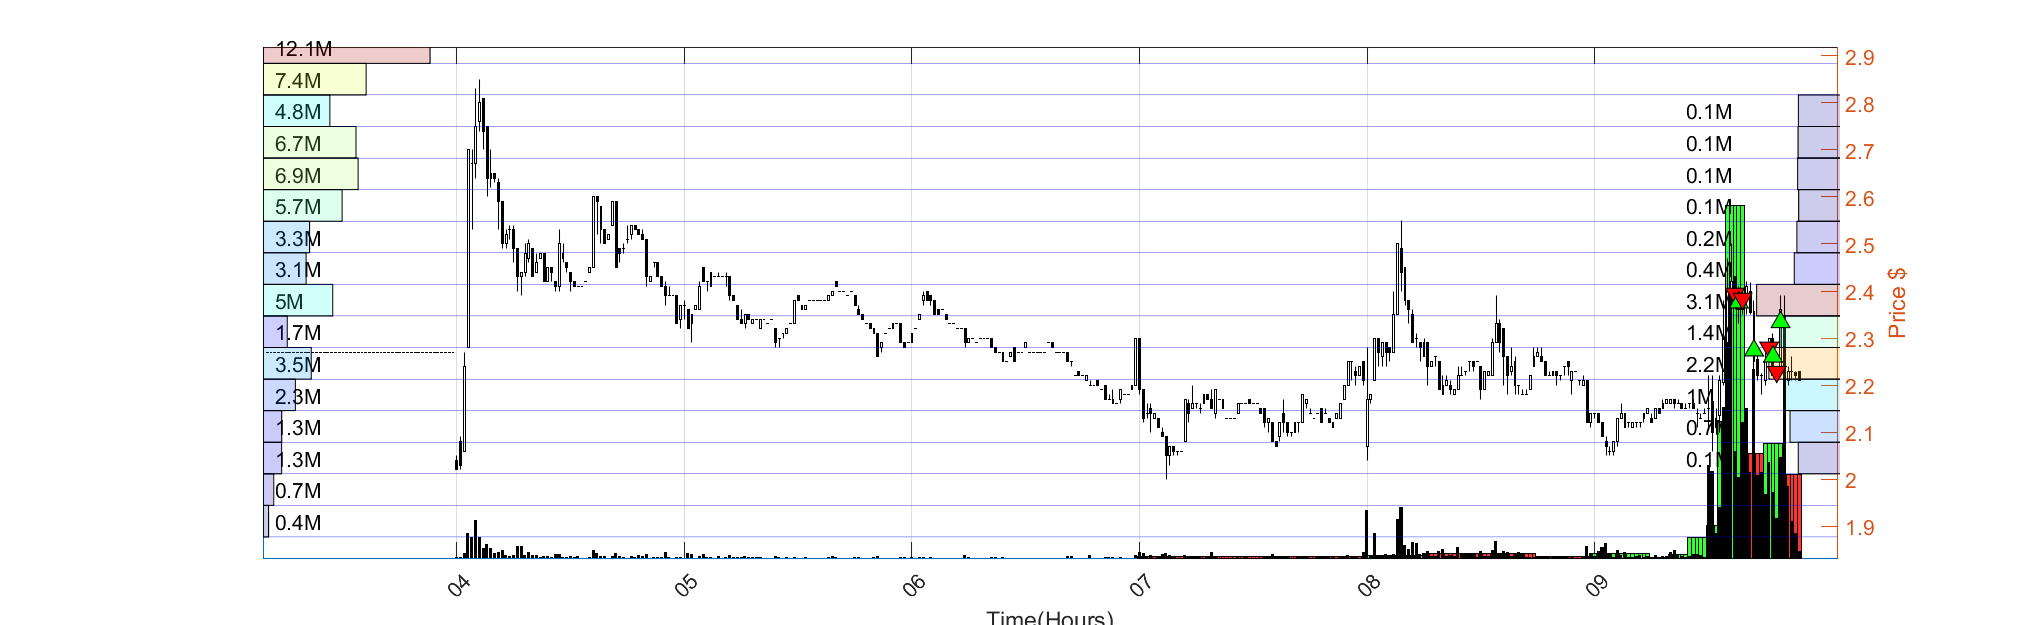 12.1M
7.4M
4.8M
6.7M
6.9M
5.7M
3.3M
3.1M
5M
1.7M
3.5M
2.3M
1.3M
1.3M
0.7M
0.4M
0.1M
0.1M
0.1M
0.1M
0.2M
0.4M
3.1M
1.4M
2.2M
1M
0.7M
0.1M
2.9
2.8
2.7
2.6
2.5
2.4
2.3
2.2
2.1
2
1.9
Price $
04 05 06 07 08 09
Time(Hours)